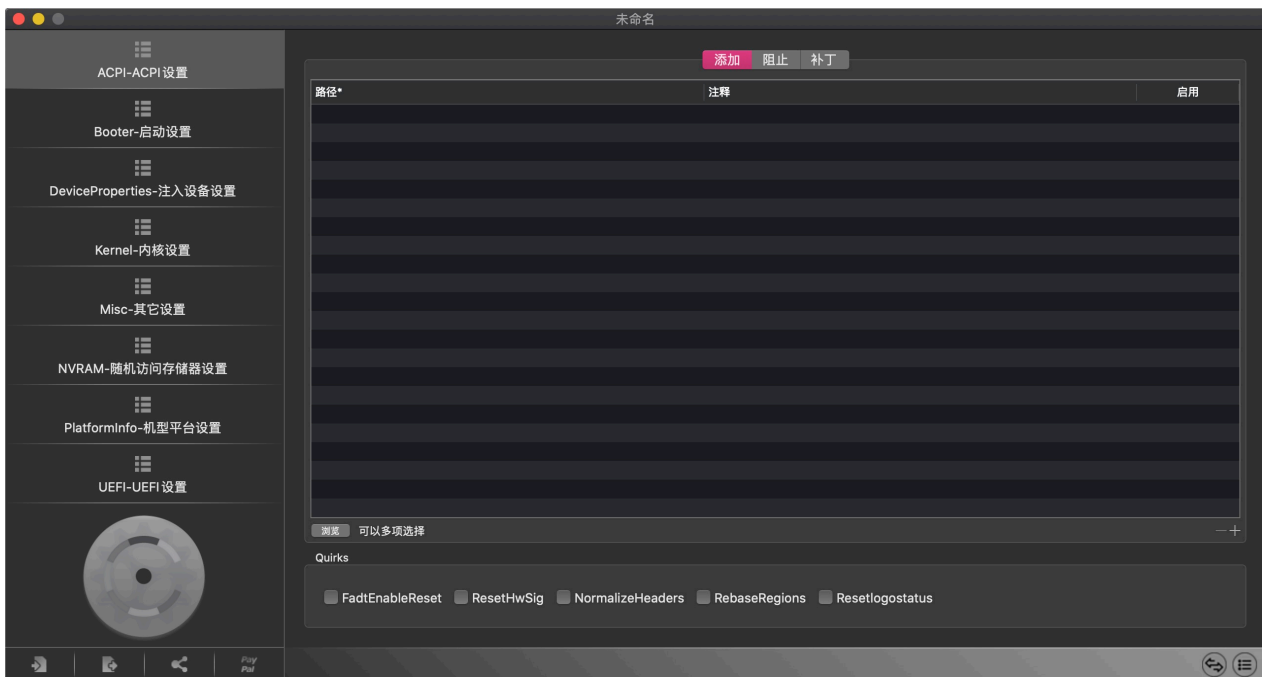 未命名
ACPI-ACPI设置
Booter-启动设置
DeviceProperties-注入设备设置
Kernel-内核设置
Misc-其它设置
NVRAM-随机访问存储器设置
PlatformInfo-机型平台设置
UEFI-UEFI设置
Pay
Pal
添加 阻止 补丁
路径* 注释 启用
浏览 可以多项选择
Quirks
FadtEnableReset ResetHwSig NormalizeHeaders RebaseRegions Resetlogostatus